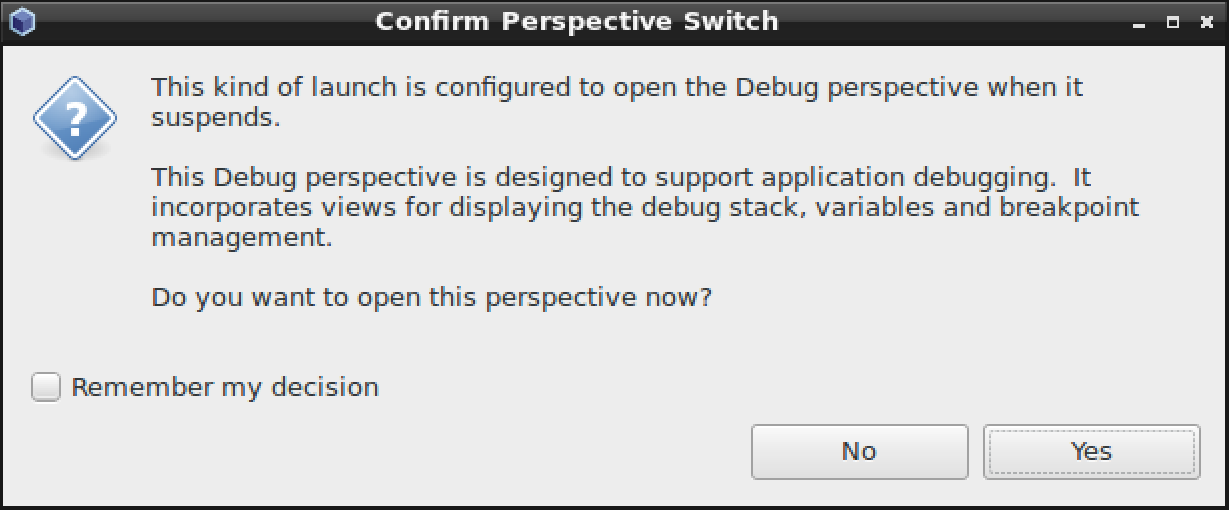 Confirm Perspective Switch
This kind of launch is configured to open the Debug perspective when it
suspends.
This Debug perspective is designed to support application debugging.  It
incorporates views for displaying the debug stack, variables and breakpoint
management.
Do you want to open this perspective now?
Remember my decision
No
Yes